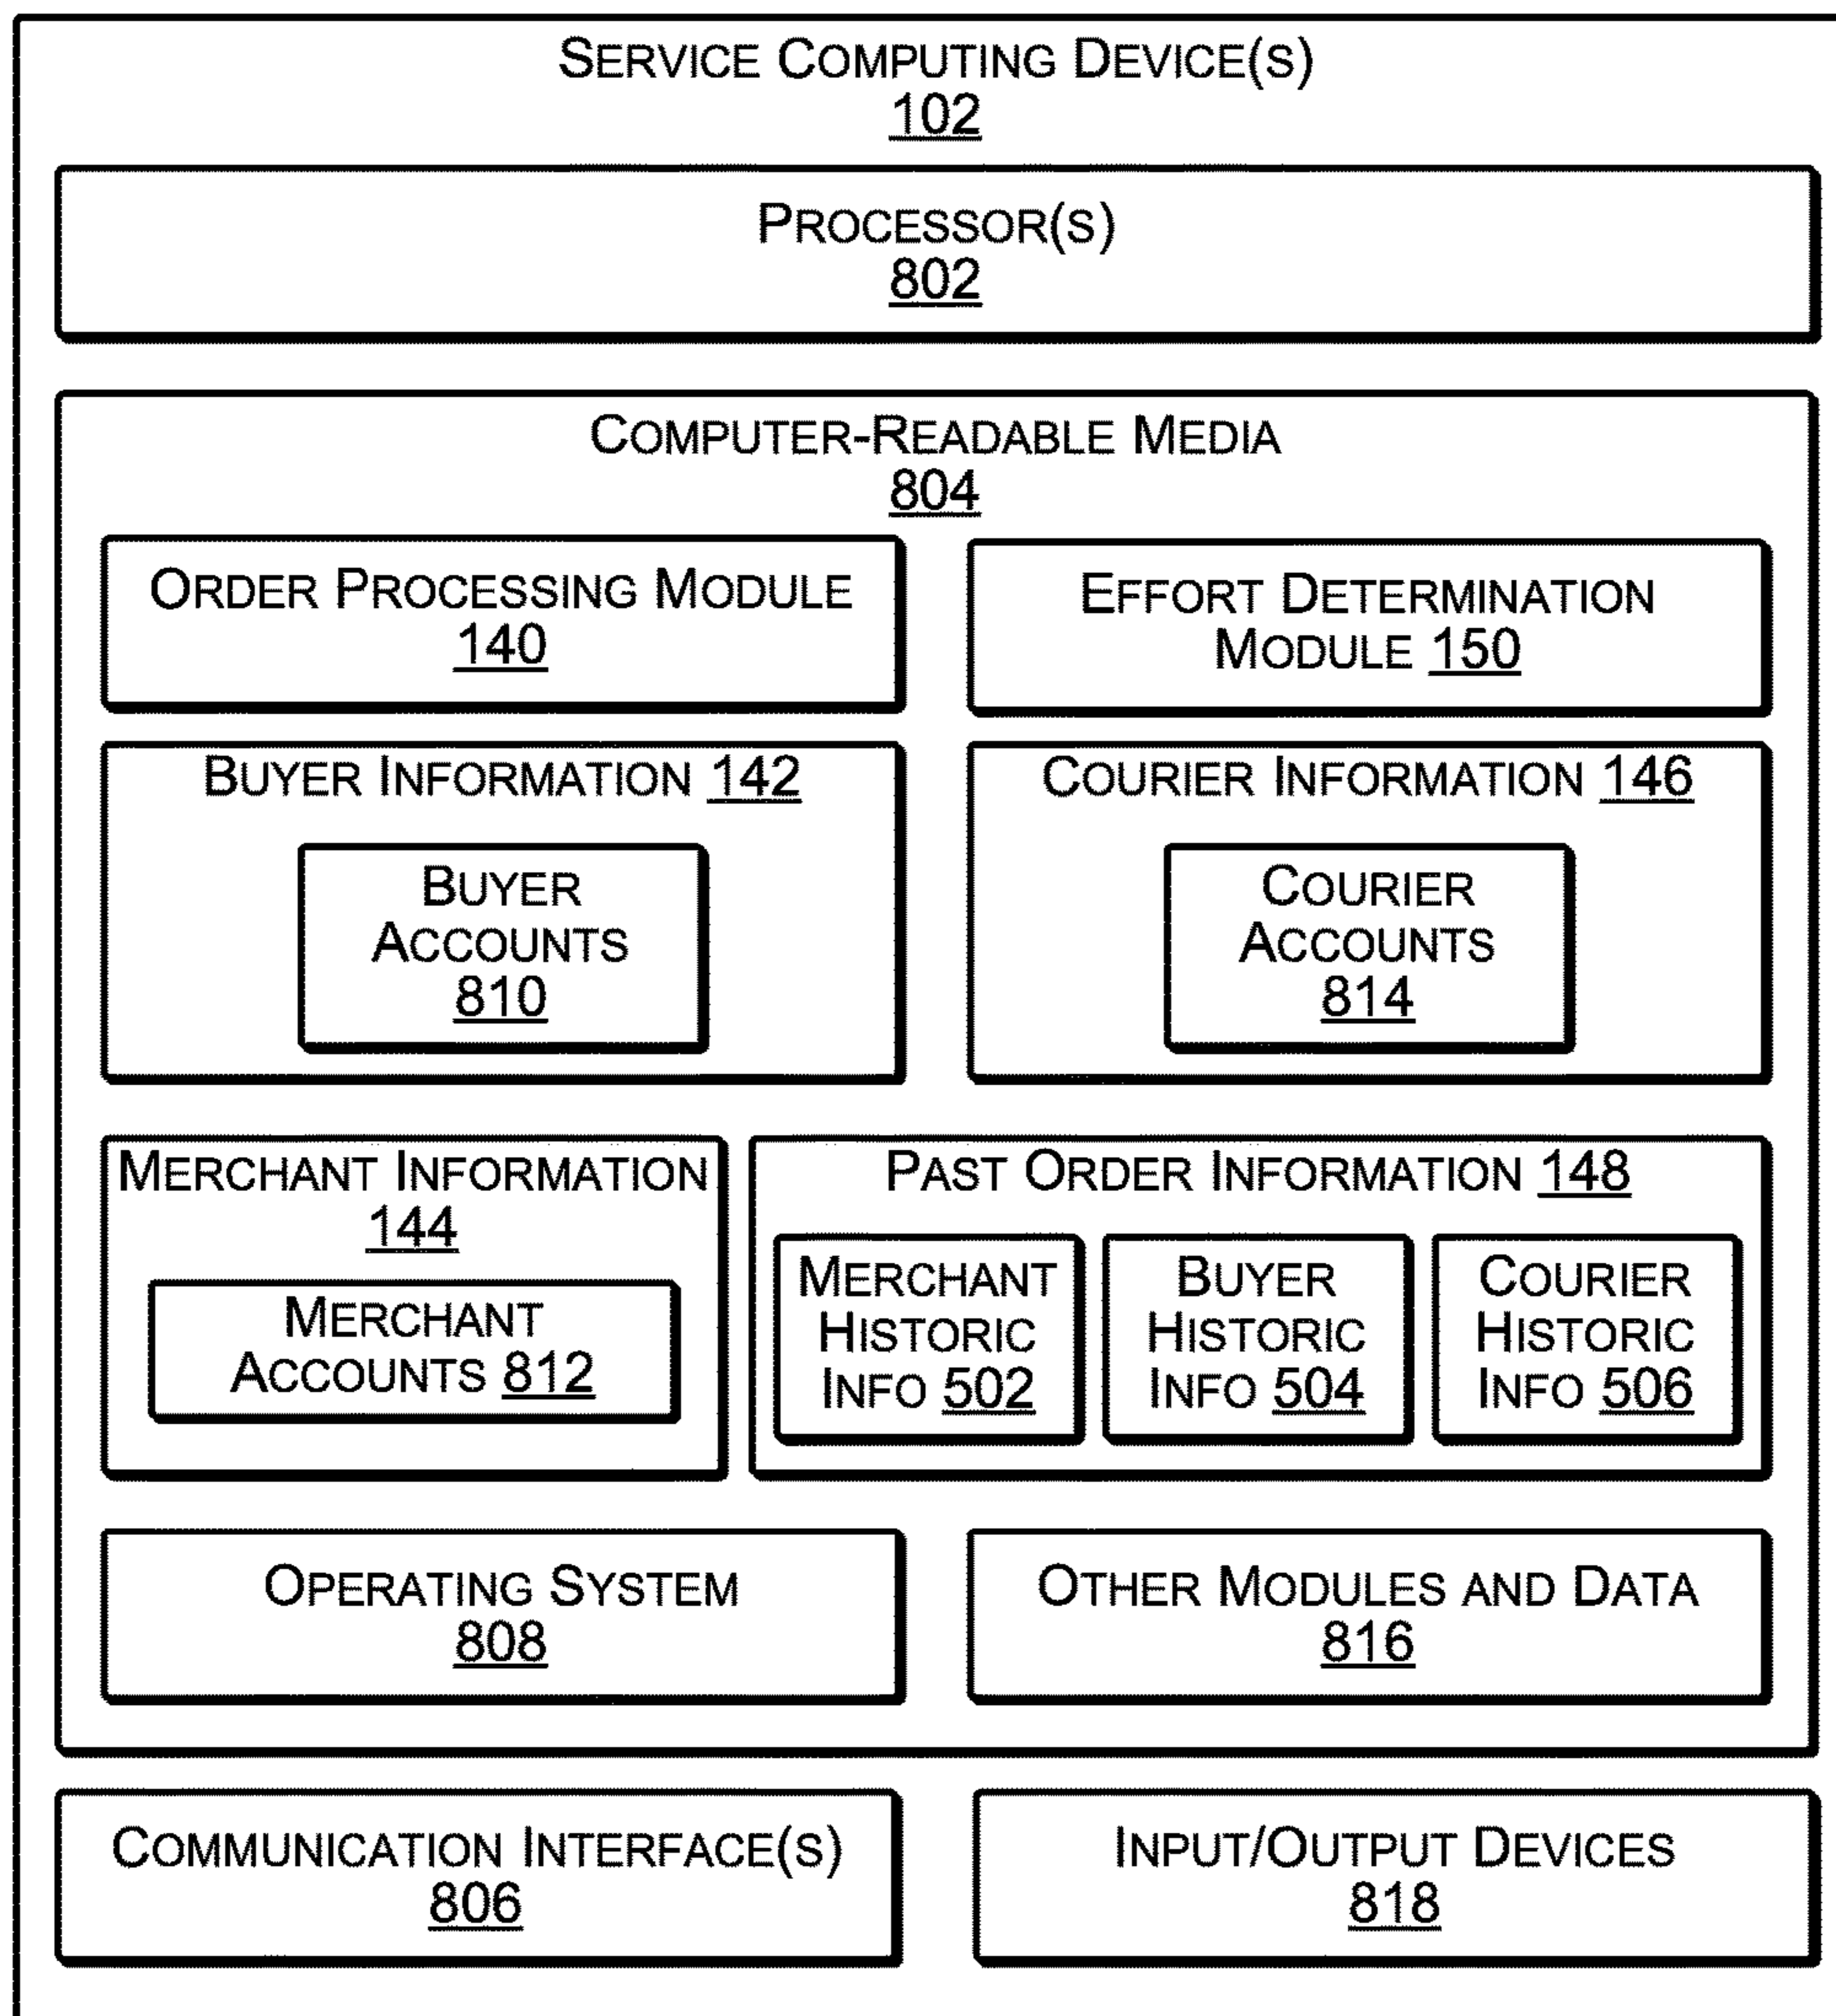 SERVICE COMPUTING DEVICE(S)
102
PROCESSOR(S)
802
COMPUTER-READABLE MEDIA
804
ORDER PROCESSING MODULE
140
EFFORT DETERMINATION
MODULE 150
BUYER INFORMATION 142
BUYER
ACCOUNTS
810
COURIER INFORMATION 146
COURIER
ACCOUNTS
814
MERCHANT INFORMATION
144
MERCHANT
ACCOUNTS 812
PAST ORDER INFORMATION 148
MERCHANT
HISTORIC
INFO 502
BUYER
HISTORIC
INFO 504
COURIER
HISTORIC
INFO 506
OPERATING SYSTEM
808
OTHER MODULES AND DATA
816
COMMUNICATION INTERFACE(S)
806
INPUT/OUTPUT DEVICES
818